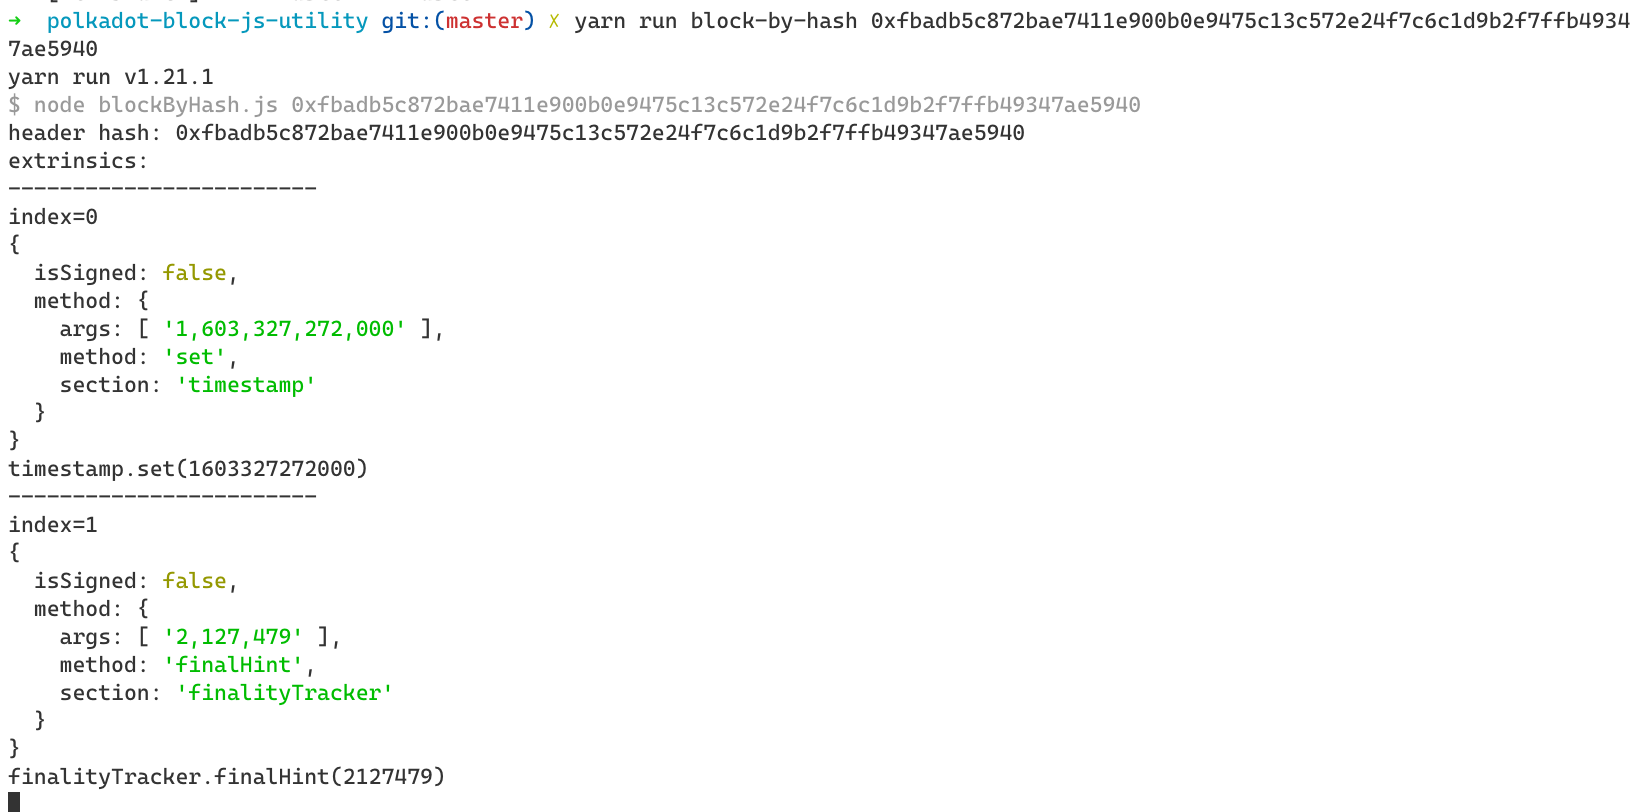 ➜  polkadot-block-js-utility git:(master) ✗ yarn run block-by-hash 0xfbadb5c872bae7411e900b0e9475c13c572e24f7c6c1d9b2f7ffb4934
7ae5940
yarn run v1.21.1
$ node blockByHash.js 0xfbadb5c872bae7411e900b0e9475c13c572e24f7c6c1d9b2f7ffb49347ae5940
header hash: 0xfbadb5c872bae7411e900b0e9475c13c572e24f7c6c1d9b2f7ffb49347ae5940
extrinsics:
------------------------
index=0
{
  isSigned: false,
  method: {
    args: [ '1,603,327,272,000' ],
    method: 'set',
    section: 'timestamp'
  }
}
timestamp.set(1603327272000)
------------------------
index=1
{
  isSigned: false,
  method: {
    args: [ '2,127,479' ],
    method: 'finalHint',
    section: 'finalityTracker'
  }
}
finalityTracker.finalHint(2127479)